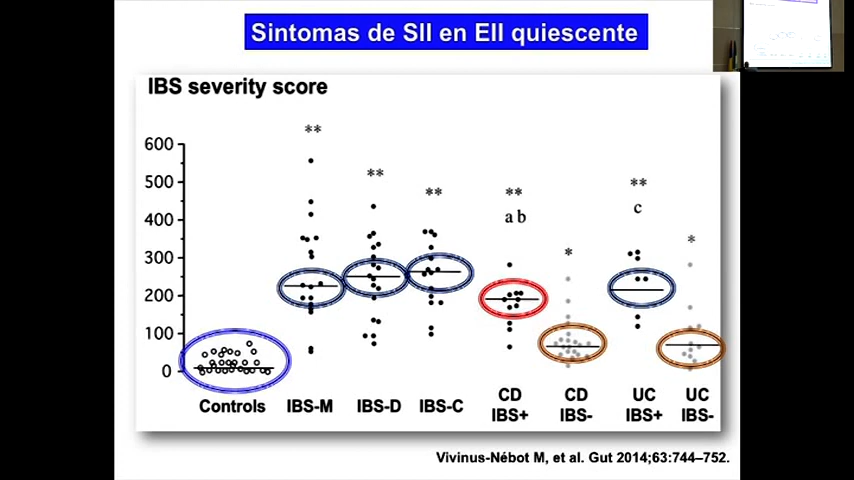 Sintomas de SII en EII quiescente
IBS severity score
600
500
400
300
200
100
0
**
**
**
**
a b
*
**
c
*
Controls
IBS-M
IBS-D
IBS-C
CD
IBS+
CD
IBS-
UC
IBS+
UC
IBS-
Vivinus-Nébot M, et al. Gut 2014;63:744–752.